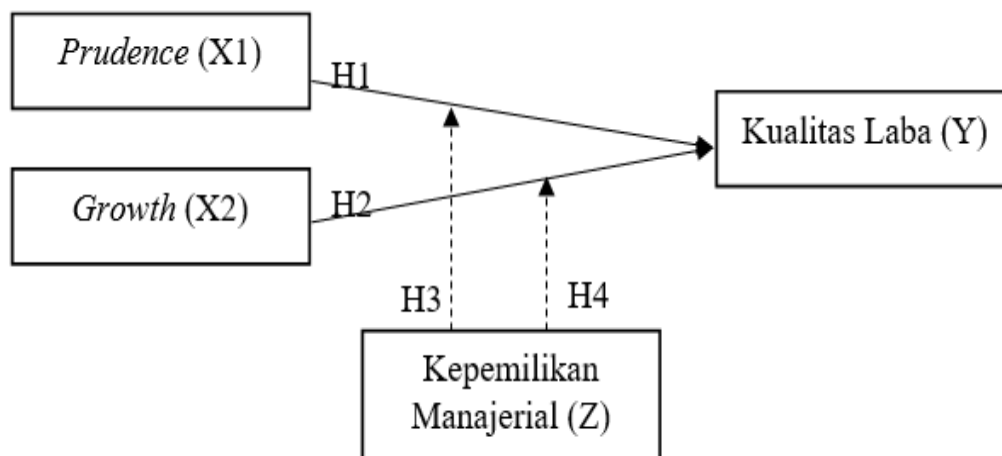 Prudence (X1)
H1
Kualitas Laba (Y)
Growth (X2)
H2
H3
H4
Kepemilikan
Manajerial (Z)